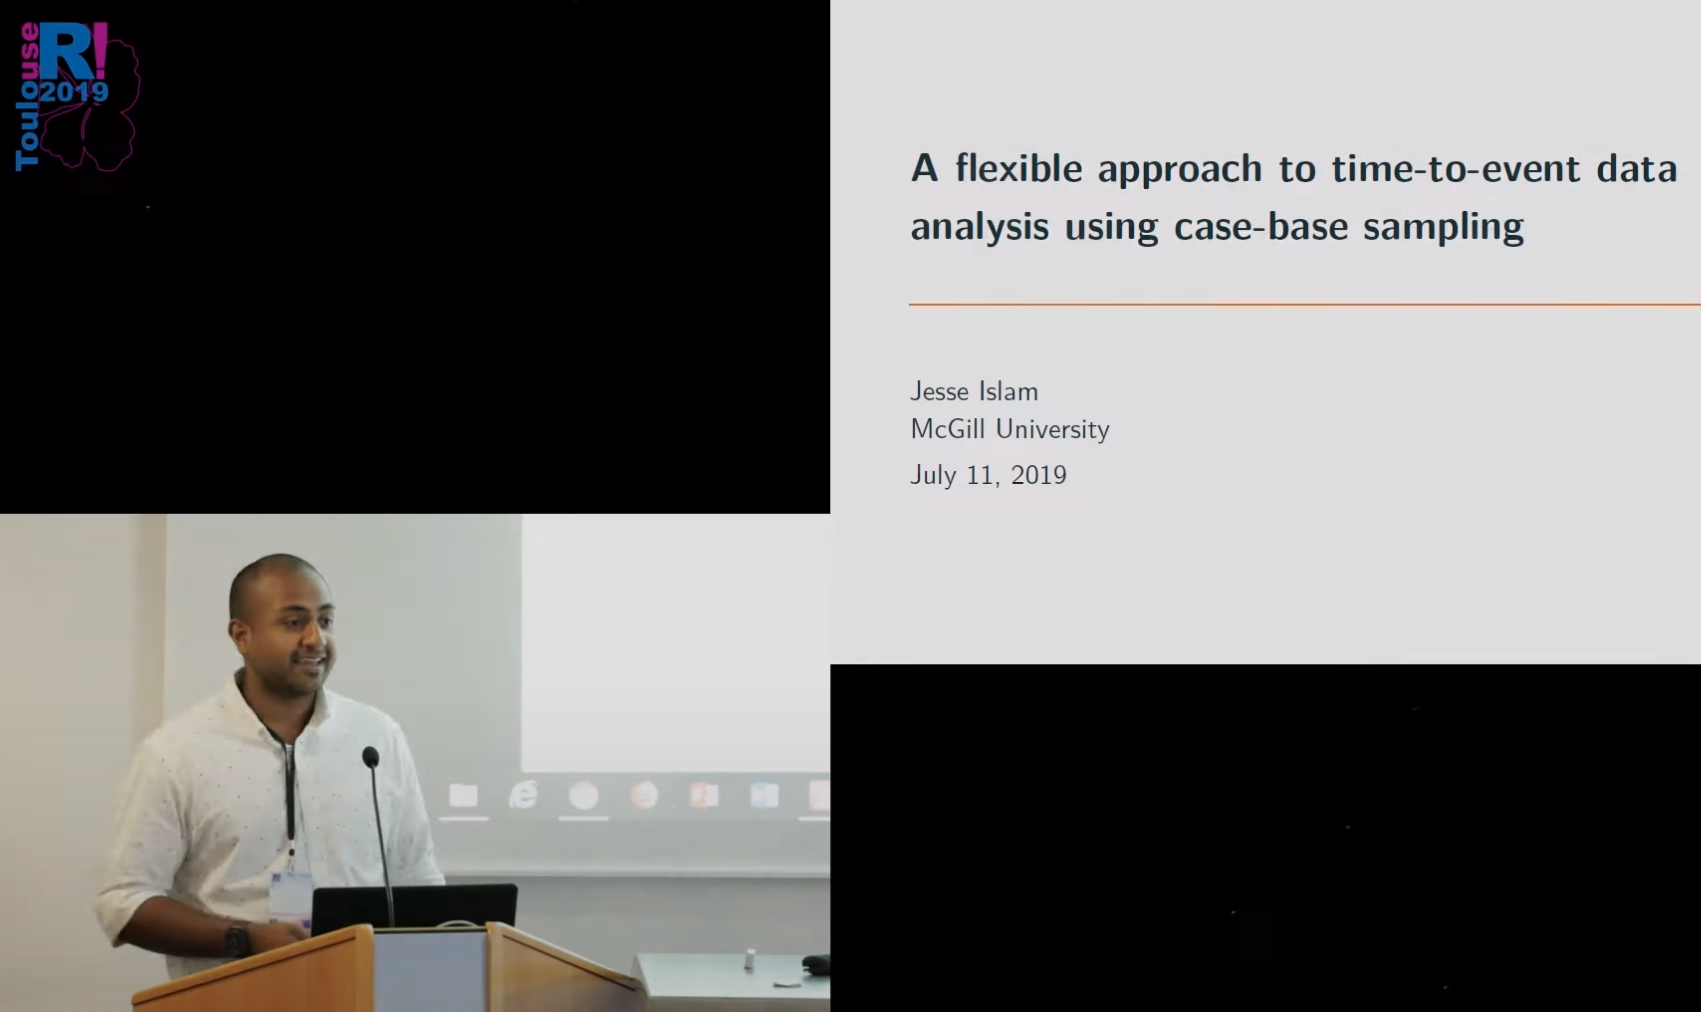 Toulouse
R!
2019
A flexible approach to time-to-event data
analysis using case-base sampling
Jesse Islam
McGill University
July 11, 2019